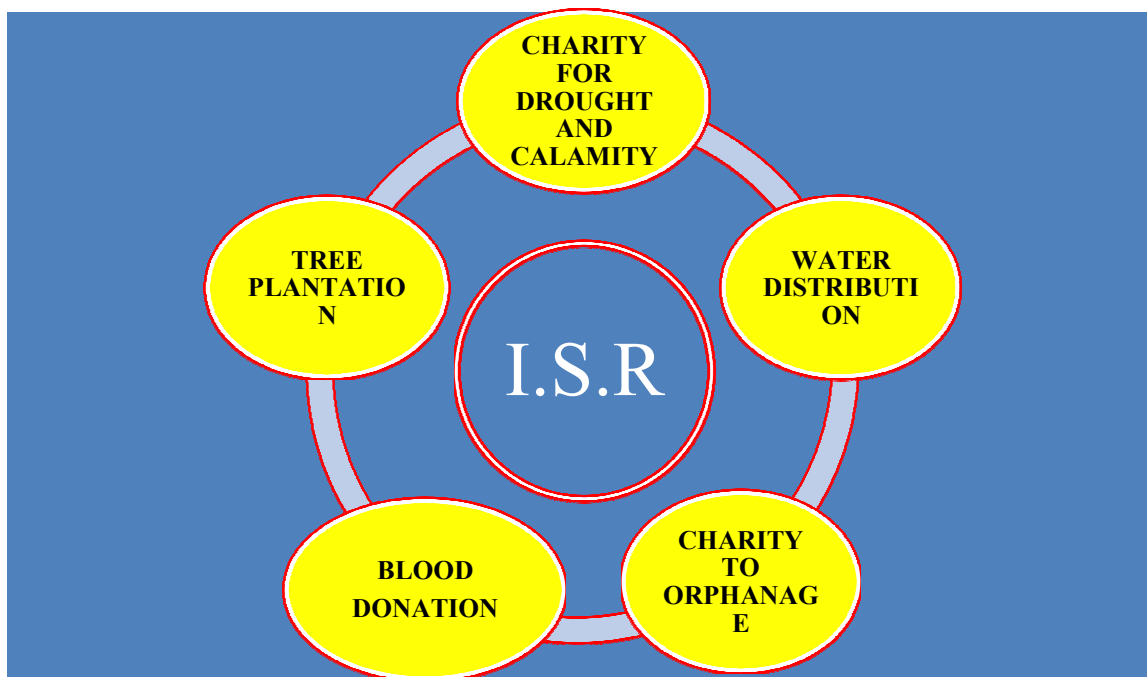 CHARITY
FOR
DROUGHT
AND
CALAMITY
WATER
DISTRIBUTI
ON
CHARITY
TO
ORPHANAG
E
BLOOD
DONATION
TREE
PLANTATIO
N
I.S.R